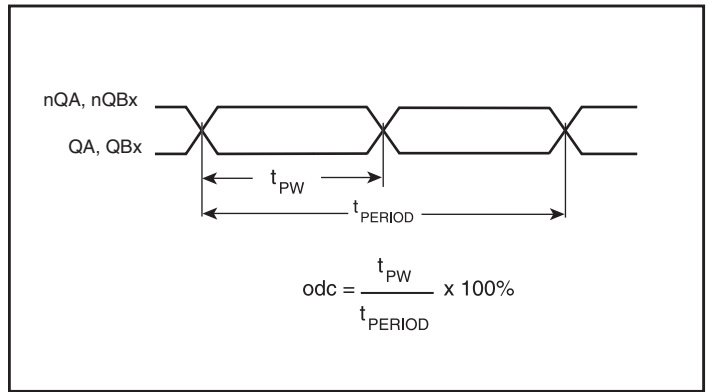 nQA, nQBx
QA, QBx
tPW
tPERIOD
odc = tPW / tPERIOD x 100%